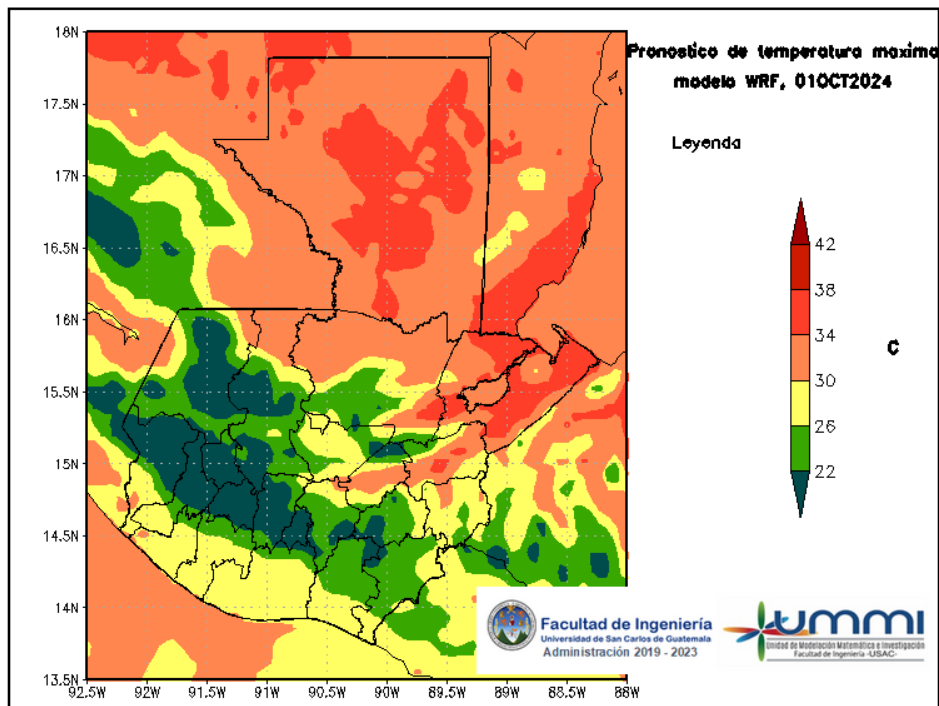 Pronostico de temperatura maxima
modelo WRF, 01OCT2024
Leyenda
42
38
34
30
26
22
C
18N
17.5N
17N
16.5N
16N
15.5N
15N
14.5N
14N
13.5N
92.5W 92W 91.5W 91W 90.5W 90W 89.5W 89W 88.5W 88W
Facultad de Ingeniería
Universidad de San Carlos de Guatemala
Administración 2019 - 2023
ummi
Unidad de Modelación Matemática e Investigación
Facultad de Ingeniería -USAC-